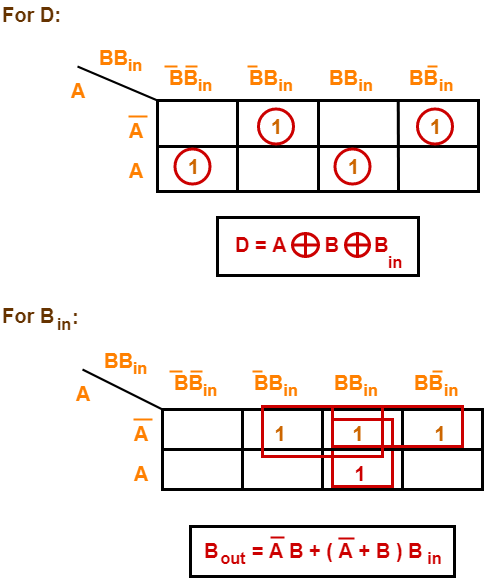 For D:
BBin
A
B̅B̅in B̅Bin BBin BB̅in
A̅ 1 1
A 1 1
D = A ⊕ B ⊕ Bin
For Bin:
BBin
A
B̅B̅in B̅Bin BBin BB̅in
A̅ 1 1 1
A 1
Bout = A̅ B + ( A̅ + B ) Bin